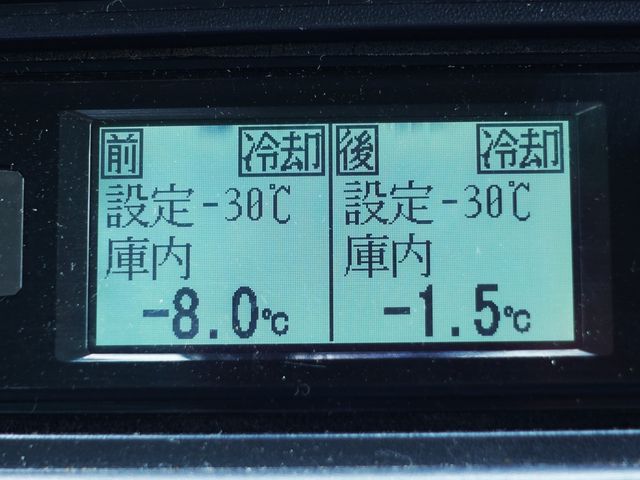 前 冷却
設定 -30℃
庫内
-8.0℃
後 冷却
設定 -30℃
庫内
-1.5℃